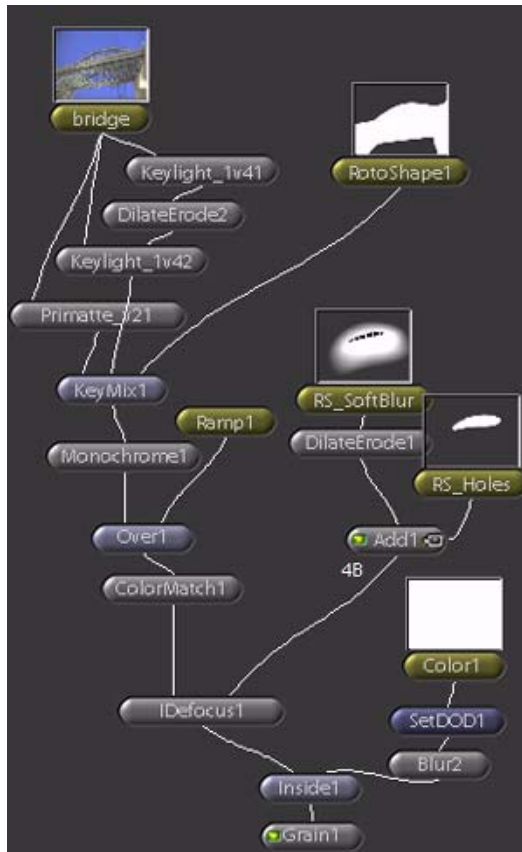 bridge
Keylight_1v41
RotoShape1
DilateErode2
Keylight_1v42
KeyMix1
RS_SoftBlur
Ramp1
DilateErode1
Monochrome1
RS_Holes
Over1
Add1
4B
ColorMatch1
Color1
IDefocus1
SetDOD1
Blur2
Inside1
Grain1